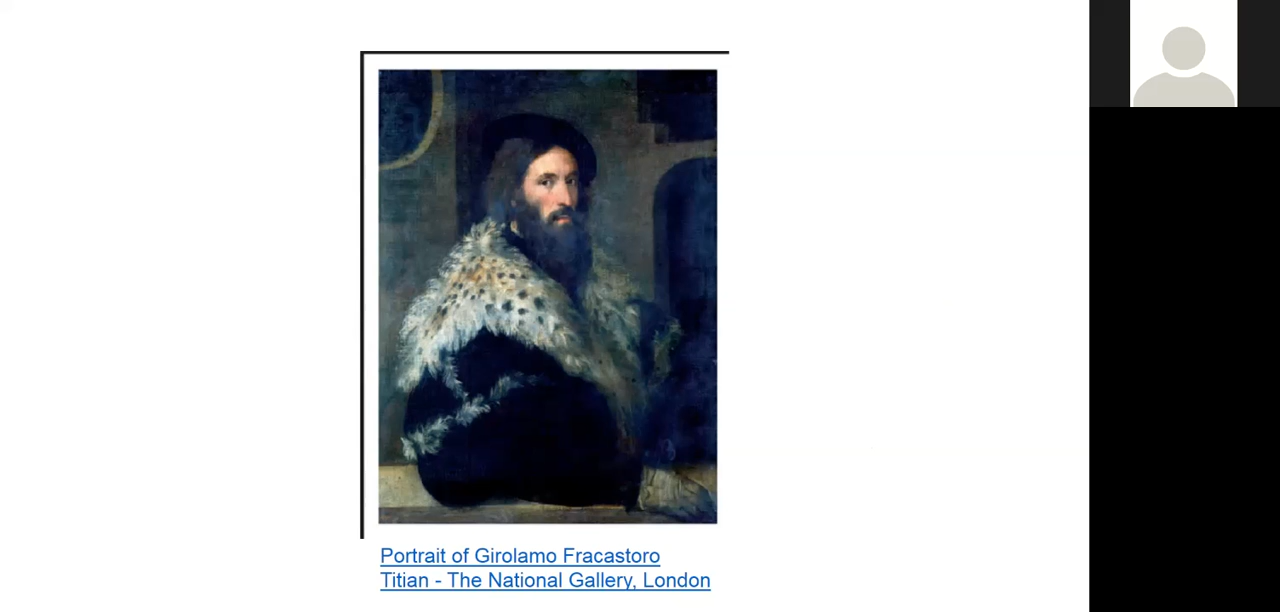 Portrait of Girolamo Fracastoro
Titian - The National Gallery, London